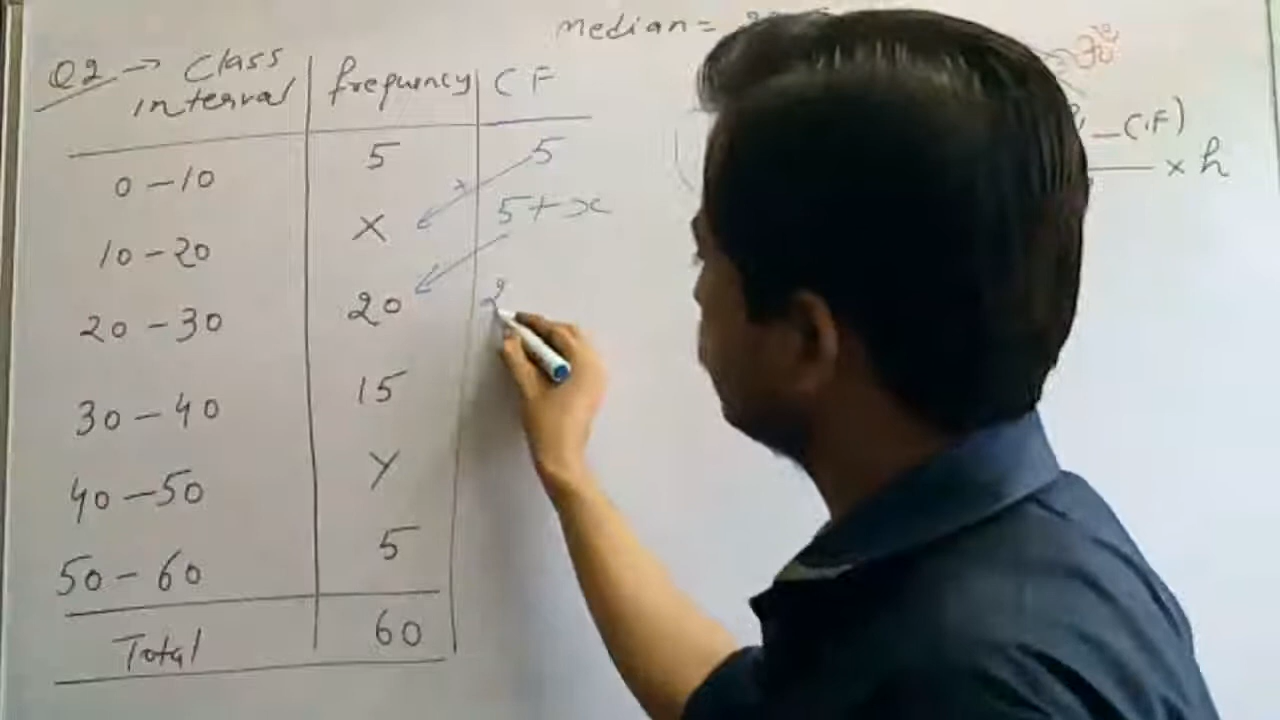 median =
Q2 → Class interval | frequency | CF
0 – 10 | 5 | 5
10 – 20 | x | 5 + x
20 – 30 | 20 | 2
30 – 40 | 15
40 – 50 | y
50 – 60 | 5
Total | 60
– C.F)
× h